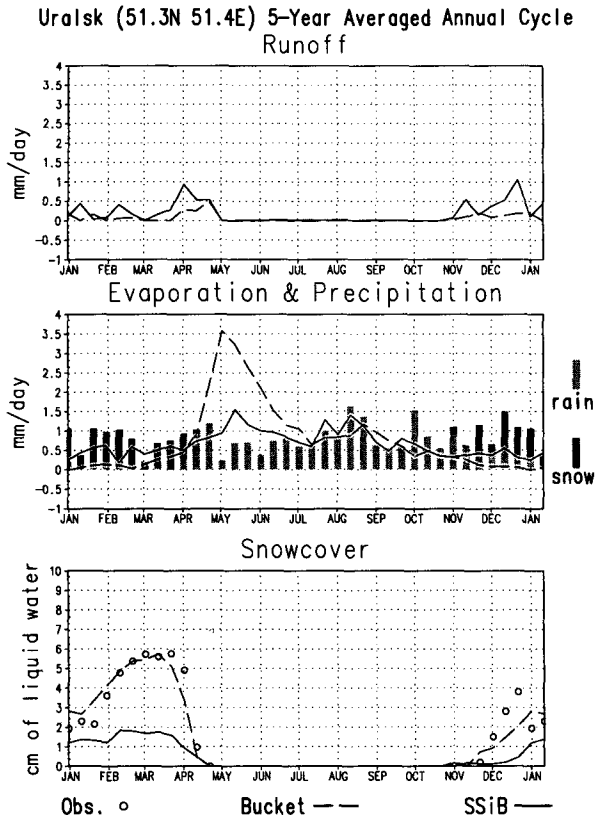 Uralsk (51.3N 51.4E) 5-Year Averaged Annual Cycle
Runoff
mm/day
4
3.5
3
2.5
2
1.5
1
0.5
0
-0.5
-1
JAN FEB MAR APR MAY JUN JUL AUG SEP OCT NOV DEC JAN
Evaporation & Precipitation
mm/day
4
3.5
3
2.5
2
1.5
1
0.5
0
-0.5
-1
JAN FEB MAR APR MAY JUN JUL AUG SEP OCT NOV DEC JAN
rain
snow
Snowcover
cm of liquid water
10
9
8
7
6
5
4
3
2
1
0
JAN FEB MAR APR MAY JUN JUL AUG SEP OCT NOV DEC JAN
Obs. Bucket SSiB